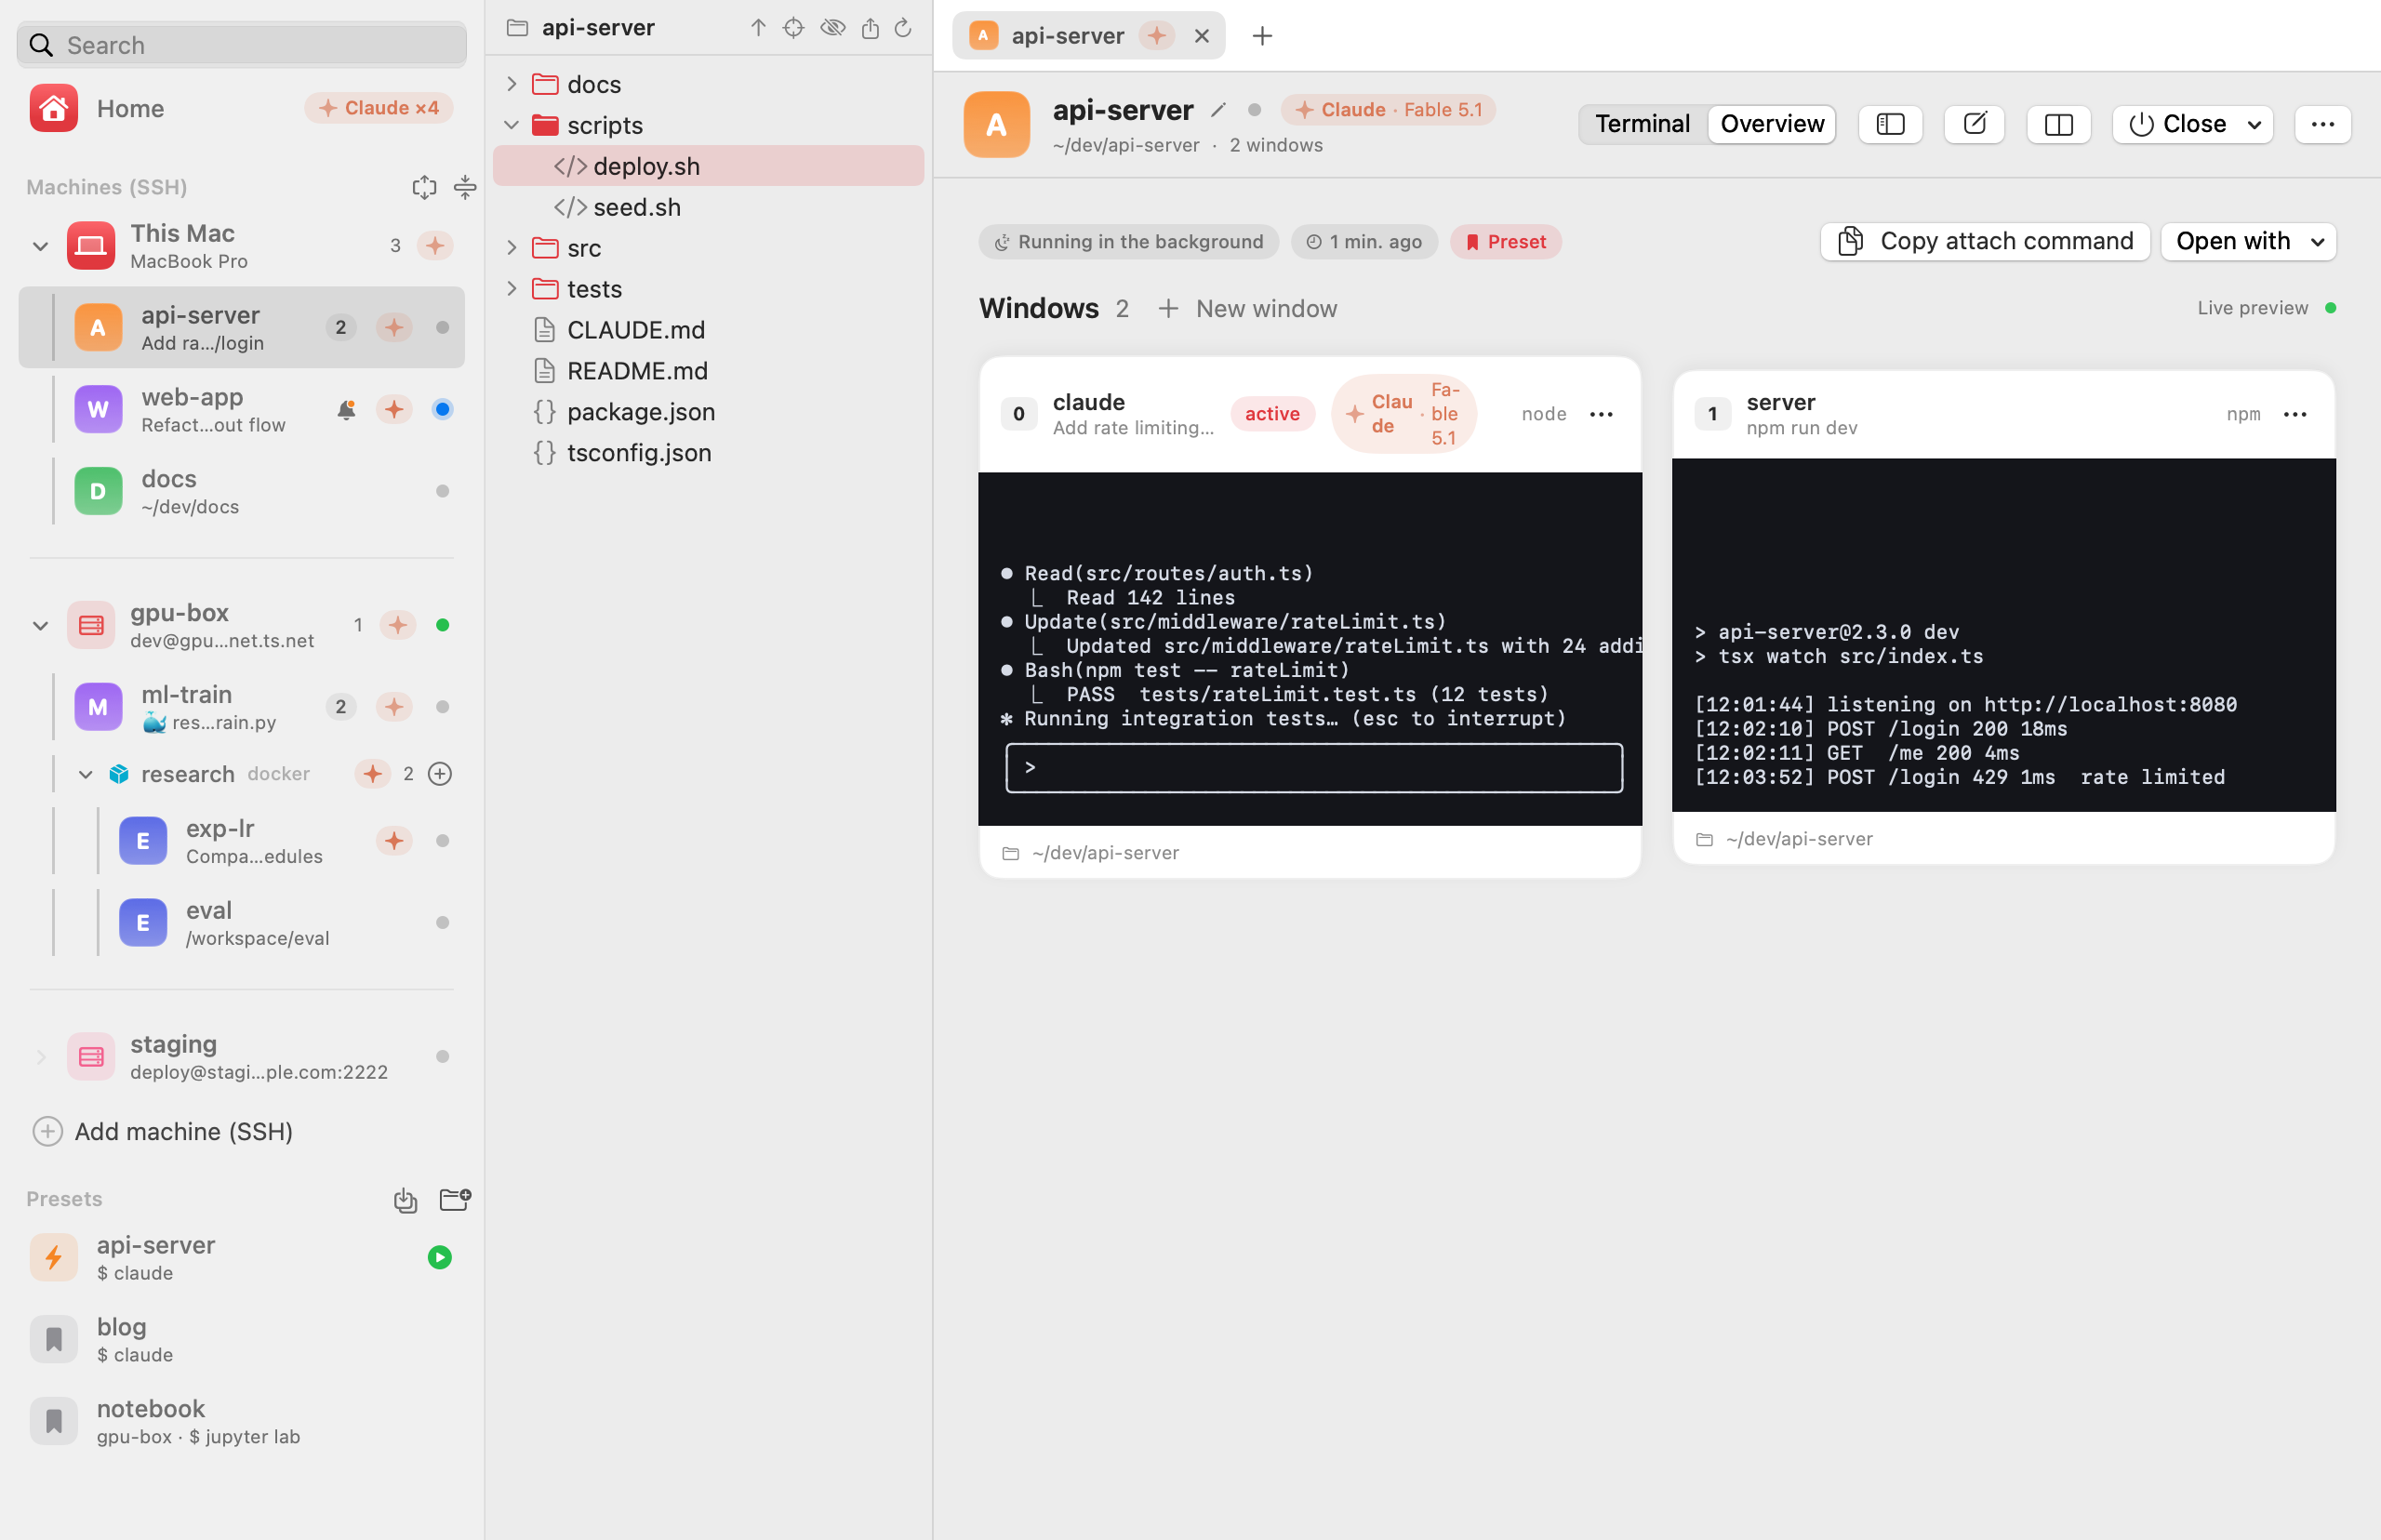 Search
Home
Claude ×4
Machines (SSH)
This Mac
MacBook Pro
3
A
api-server
Add ra.../login
2
W
web-app
Refact...out flow
D
docs
~/dev/docs
gpu-box
dev@gpu...net.ts.net
1
M
ml-train
res...rain.py
2
research docker
2
E
exp-lr
Compa...edules
E
eval
/workspace/eval
staging
deploy@stagi...ple.com:2222
Add machine (SSH)
Presets
api-server
$ claude
blog
$ claude
notebook
gpu-box · $ jupyter lab
api-server
docs
scripts
</> deploy.sh
</> seed.sh
src
tests
CLAUDE.md
README.md
{} package.json
{} tsconfig.json
A api-server
A
api-server
Claude · Fable 5.1
~/dev/api-server · 2 windows
Terminal
Overview
Close
Running in the background
1 min. ago
Preset
Copy attach command
Open with
Windows 2
New window
Live preview
0
claude
Add rate limiting...
active
Clau
de
·
Fa-
ble
5.1
node
● Read(src/routes/auth.ts)
⎿ Read 142 lines
● Update(src/middleware/rateLimit.ts)
⎿ Updated src/middleware/rateLimit.ts with 24 addi
● Bash(npm test -- rateLimit)
⎿ PASS tests/rateLimit.test.ts (12 tests)
✻ Running integration tests… (esc to interrupt)
>
~/dev/api-server
1
server
npm run dev
npm
> api-server@2.3.0 dev
> tsx watch src/index.ts
[12:01:44] listening on http://localhost:8080
[12:02:10] POST /login 200 18ms
[12:02:11] GET /me 200 4ms
[12:03:52] POST /login 429 1ms rate limited
~/dev/api-server